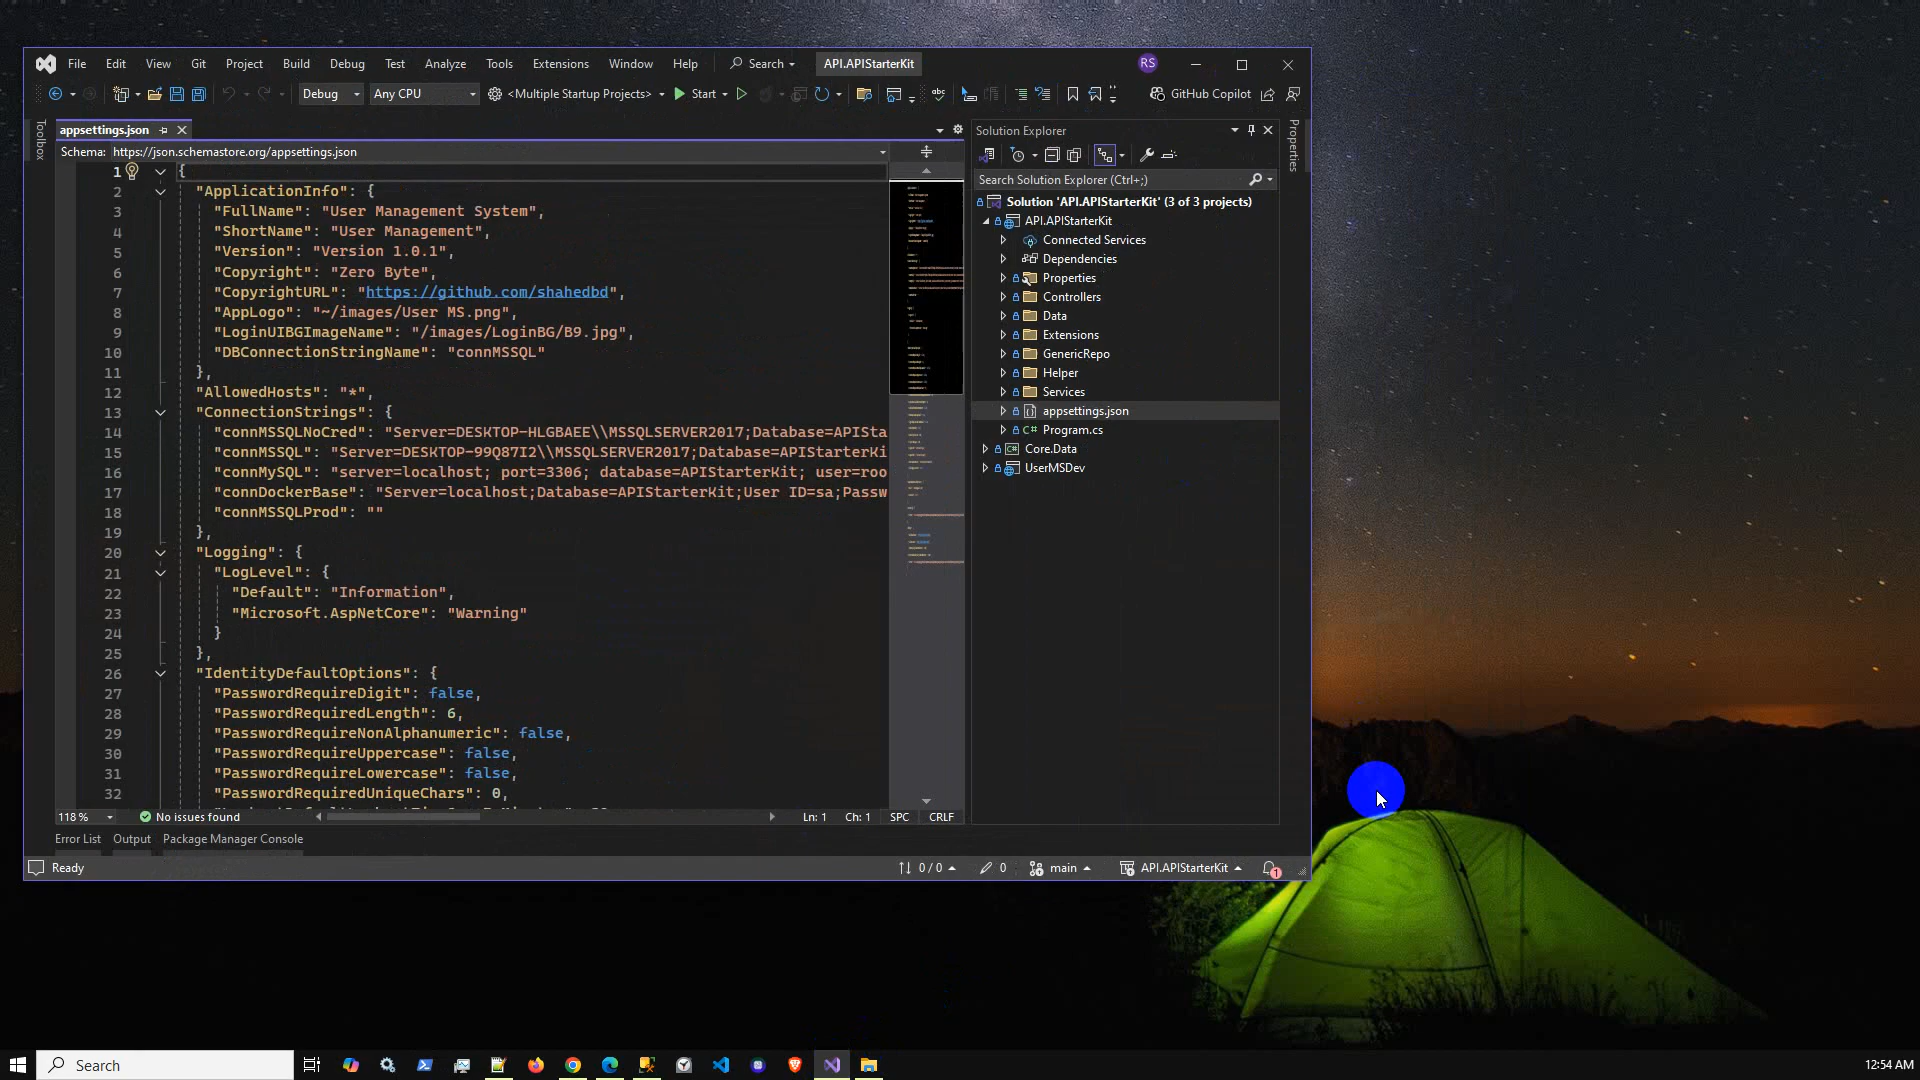 File Edit View Git Project Build Debug Test Analyze Tools Extensions Window Help Search API.APIStarterKit RS
Debug Any CPU <Multiple Startup Projects> Start abc GitHub Copilot
Toolbox
appsettings.json
Schema: https://json.schemastore.org/appsettings.json
1 {
2 "ApplicationInfo": {
3 "FullName": "User Management System",
4 "ShortName": "User Management",
5 "Version": "Version 1.0.1",
6 "Copyright": "Zero Byte",
7 "CopyrightURL": "https://github.com/shahedbd",
8 "AppLogo": "~/images/User MS.png",
9 "LoginUIBGImageName": "/images/LoginBG/B9.jpg",
10 "DBConnectionStringName": "connMSSQL"
11 },
12 "AllowedHosts": "*",
13 "ConnectionStrings": {
14 "connMSSQLNoCred": "Server=DESKTOP-HLGBAEE\\MSSQLSERVER2017;Database=APISta
15 "connMSSQL": "Server=DESKTOP-99Q87I2\\MSSQLSERVER2017;Database=APIStarterKi
16 "connMySQL": "server=localhost; port=3306; database=APIStarterKit; user=roo
17 "connDockerBase": "Server=localhost;Database=APIStarterKit;User ID=sa;Passw
18 "connMSSQLProd": ""
19 },
20 "Logging": {
21 "LogLevel": {
22 "Default": "Information",
23 "Microsoft.AspNetCore": "Warning"
24 }
25 },
26 "IdentityDefaultOptions": {
27 "PasswordRequireDigit": false,
28 "PasswordRequiredLength": 6,
29 "PasswordRequireNonAlphanumeric": false,
30 "PasswordRequireUppercase": false,
31 "PasswordRequireLowercase": false,
32 "PasswordRequiredUniqueChars": 0,
118 % No issues found Ln: 1 Ch: 1 SPC CRLF
Error List Output Package Manager Console
Solution Explorer
Search Solution Explorer (Ctrl+;)
Solution 'API.APIStarterKit' (3 of 3 projects)
API.APIStarterKit
Connected Services
Dependencies
Properties
Controllers
Data
Extensions
GenericRepo
Helper
Services
appsettings.json
C# Program.cs
C# Core.Data
UserMSDev
Properties
Ready 0 / 0 0 main API.APIStarterKit 1
Search 12:54 AM